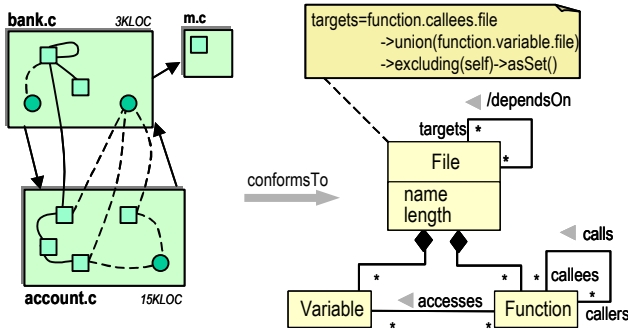 bank.c
3KLOC
m.c
account.c
15KLOC
conformsTo
targets=function.callees.file
->union(function.variable.file)
->excluding(self)->asSet()
/dependsOn
targets
*
*
File
name
length
calls
*
*
*
callees
*
callers
Variable
accesses
Function
*
*